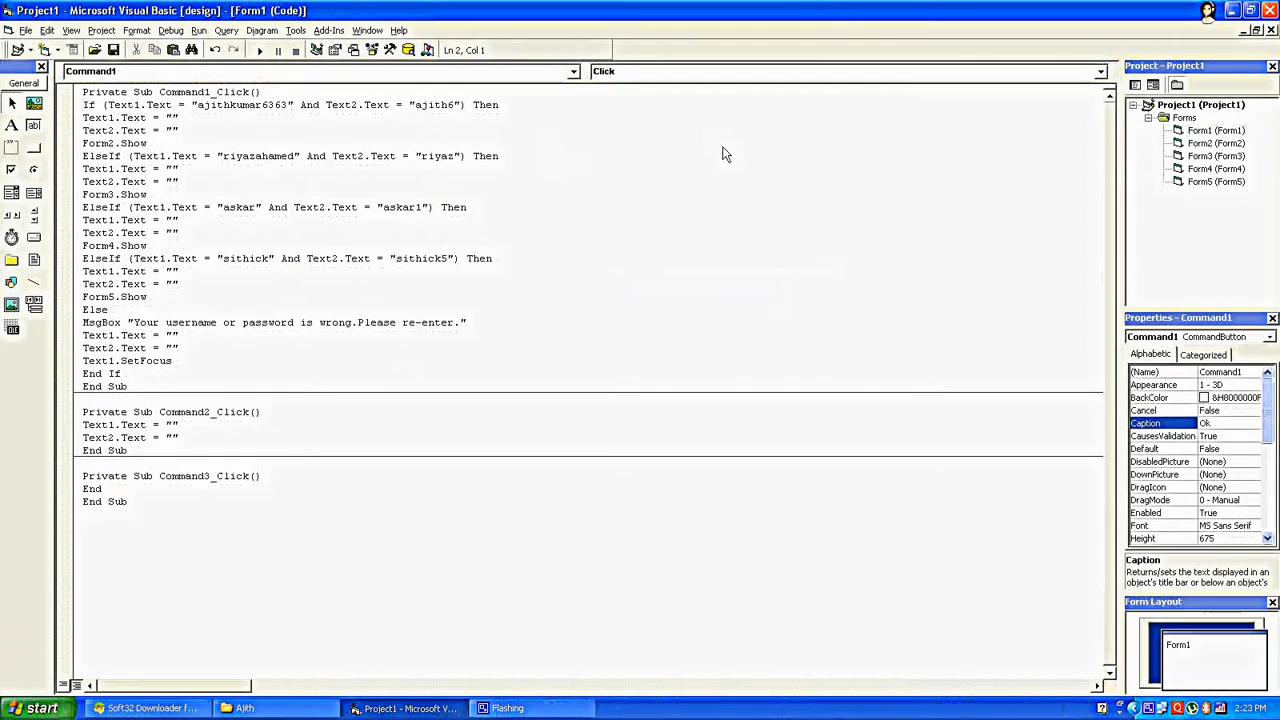 Project1 - Microsoft Visual Basic [design] - [Form1 (Code)]
File Edit View Project Format Debug Run Query Diagram Tools Add-Ins Window Help
Ln 2, Col 1
General
Command1
Click
Private Sub Command1_Click()
If (Text1.Text = "ajithkumar6363" And Text2.Text = "ajith6") Then
Text1.Text = ""
Text2.Text = ""
Form2.Show
ElseIf (Text1.Text = "riyazahamed" And Text2.Text = "riyaz") Then
Text1.Text = ""
Text2.Text = ""
Form3.Show
ElseIf (Text1.Text = "askar" And Text2.Text = "askar1") Then
Text1.Text = ""
Text2.Text = ""
Form4.Show
ElseIf (Text1.Text = "sithick" And Text2.Text = "sithick5") Then
Text1.Text = ""
Text2.Text = ""
Form5.Show
Else
MsgBox "Your username or password is wrong.Please re-enter."
Text1.Text = ""
Text2.Text = ""
Text1.SetFocus
End If
End Sub
Private Sub Command2_Click()
Text1.Text = ""
Text2.Text = ""
End Sub
Private Sub Command3_Click()
End
End Sub
Project - Project1
Project1 (Project1)
Forms
Form1 (Form1)
Form2 (Form2)
Form3 (Form3)
Form4 (Form4)
Form5 (Form5)
Properties - Command1
Command1 CommandButton
Alphabetic Categorized
(Name) Command1
Appearance 1 - 3D
BackColor &H8000000F
Cancel False
Caption Ok
CausesValidation True
Default False
DisabledPicture (None)
DownPicture (None)
DragIcon (None)
DragMode 0 - Manual
Enabled True
Font MS Sans Serif
Height 675
Caption
Returns/sets the text displayed in an
object's title bar or below an object's
Form Layout
Form1
start
Soft32 Downloader f...
Ajith
Project1 - Microsoft V...
Flashing
2:23 PM